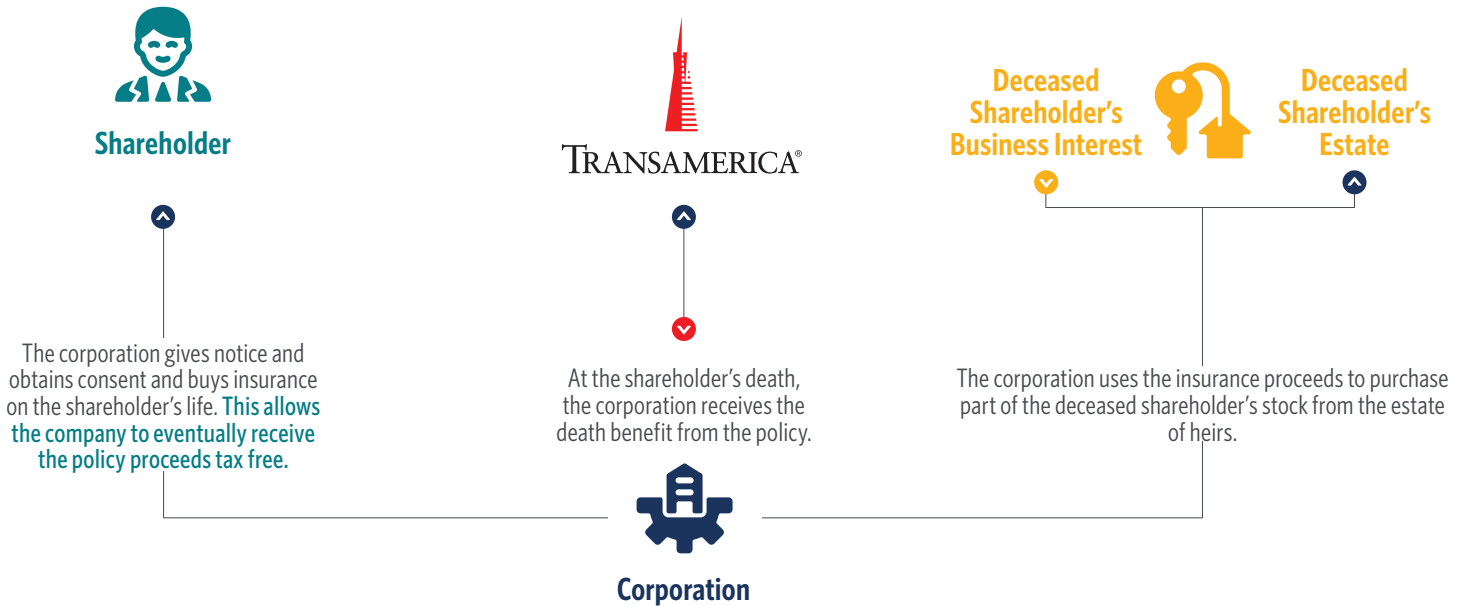 Shareholder
The corporation gives notice and
obtains consent and buys insurance
on the shareholder's life. This allows
the company to eventually receive
the policy proceeds tax free.
TRANSAMERICA®
At the shareholder's death,
the corporation receives the
death benefit from the policy.
Deceased
Shareholder's
Business Interest
Deceased
Shareholder's
Estate
The corporation uses the insurance proceeds to purchase
part of the deceased shareholder's stock from the estate
of heirs.
Corporation